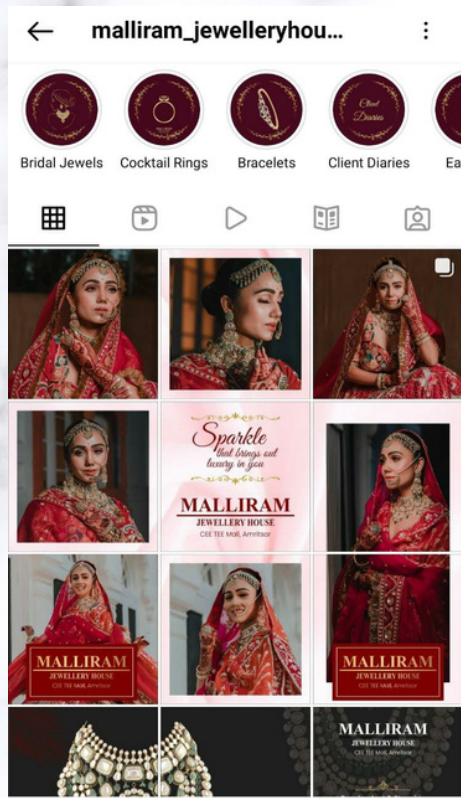 malliram_jewelleryhou...
Client
Diaries
Bridal Jewels
Cocktail Rings
Bracelets
Client Diaries
Ea
Sparkle
that brings out
luxury in you
MALLIRAM
JEWELLERY HOUSE
CEE TEE Mall, Amritsar
MALLIRAM
JEWELLERY HOUSE
CEE TEE Mall, Amritsar
MALLIRAM
JEWELLERY HOUSE
CEE TEE Mall, Amritsar
MALLIRAM
JEWELLERY HOUSE
CEE TEE Mall, Amritsar